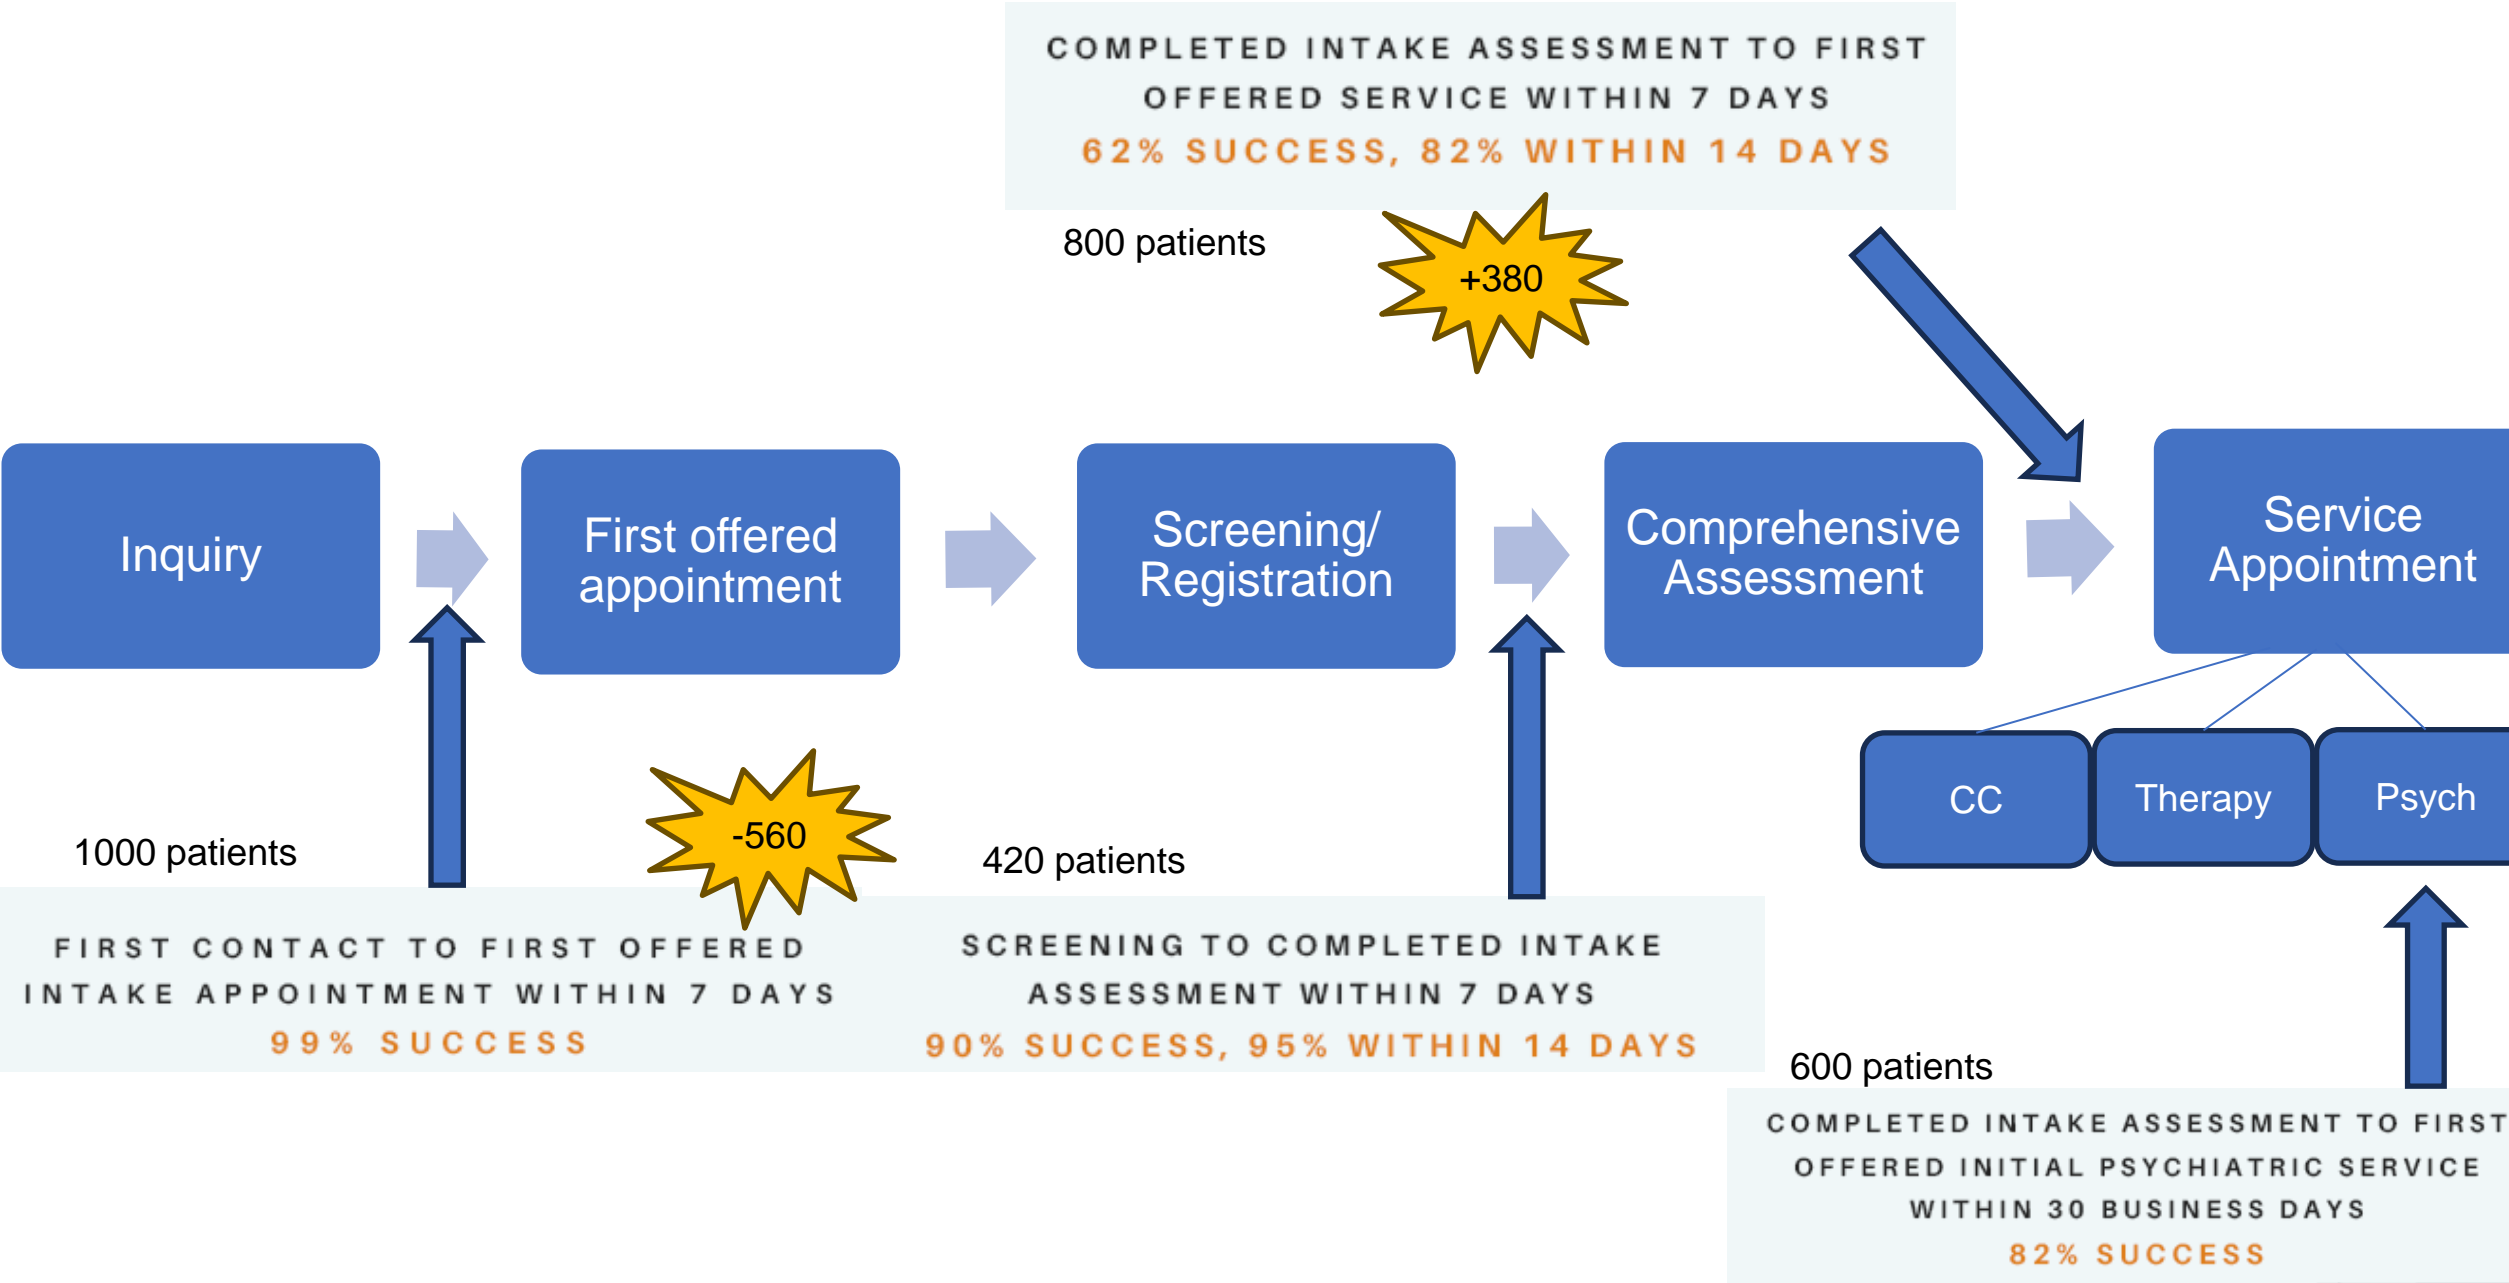 COMPLETED INTAKE ASSESSMENT TO FIRST
OFFERED SERVICE WITHIN 7 DAYS
62% SUCCESS, 82% WITHIN 14 DAYS
800 patients
+380
Inquiry
First offered
appointment
Screening/
Registration
Comprehensive
Assessment
Service
Appointment
CC
Therapy
Psych
1000 patients
-560
420 patients
FIRST CONTACT TO FIRST OFFERED
INTAKE APPOINTMENT WITHIN 7 DAYS
99% SUCCESS
SCREENING TO COMPLETED INTAKE
ASSESSMENT WITHIN 7 DAYS
90% SUCCESS, 95% WITHIN 14 DAYS
600 patients
COMPLETED INTAKE ASSESSMENT TO FIRST
OFFERED INITIAL PSYCHIATRIC SERVICE
WITHIN 30 BUSINESS DAYS
82% SUCCESS